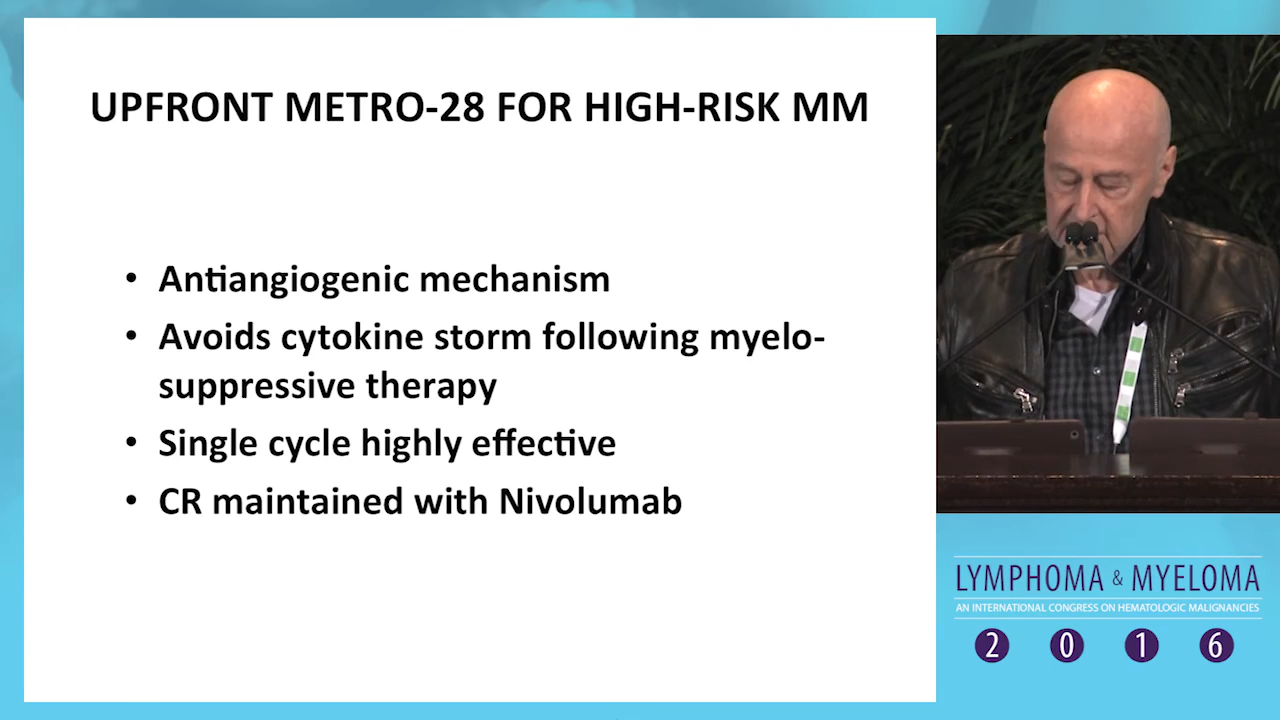 UPFRONT METRO-28 FOR HIGH-RISK MM
• Antiangiogenic mechanism
• Avoids cytokine storm following myelo-
suppressive therapy
• Single cycle highly effective
• CR maintained with Nivolumab
LYMPHOMA & MYELOMA
AN INTERNATIONAL CONGRESS ON HEMATOLOGIC MALIGNANCIES
2 0 1 6